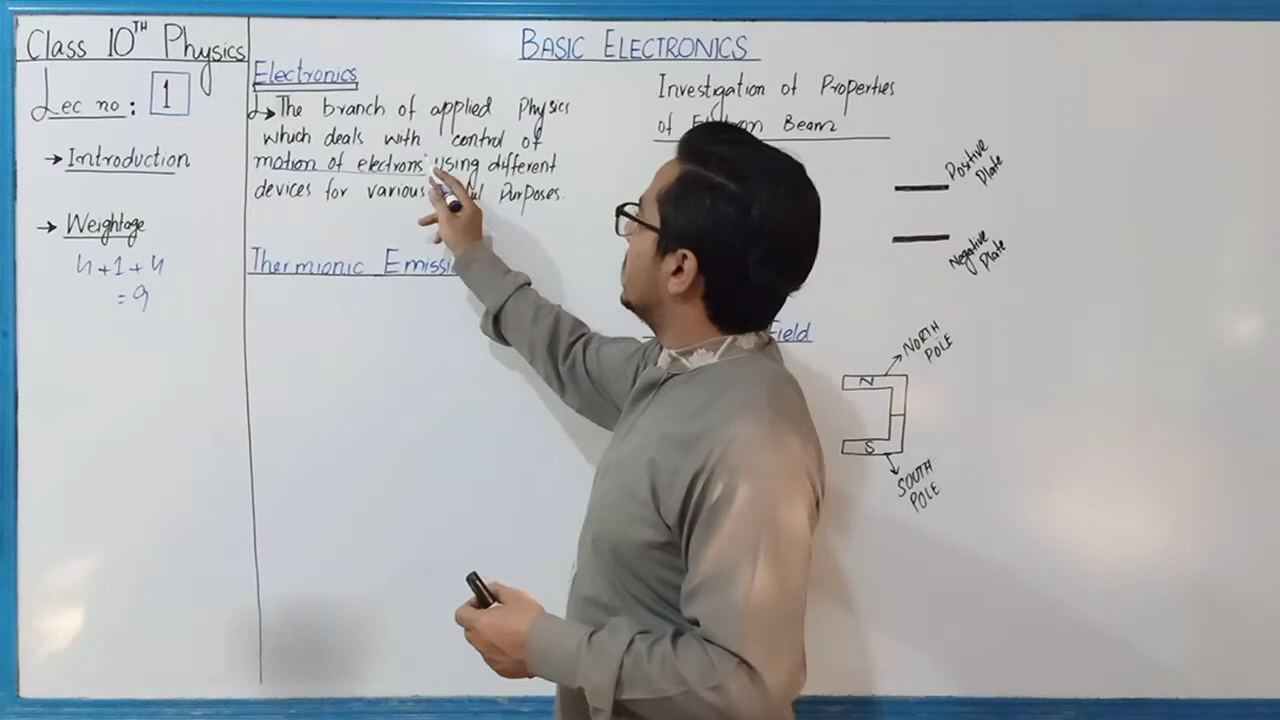 Class 10TH Physics
Lec no : 1
→ Introduction
→ Weightage
4+1+4
= 9
BASIC ELECTRONICS
Electronics
→ The branch of applied Physics
which deals with control of
motion of electrons using different
devices for various Purposes.
Thermionic
Investigation of Properties
of Beam
Positive
Plate
Negative
Plate
Field
NORTH
POLE
N
S
SOUTH
POLE